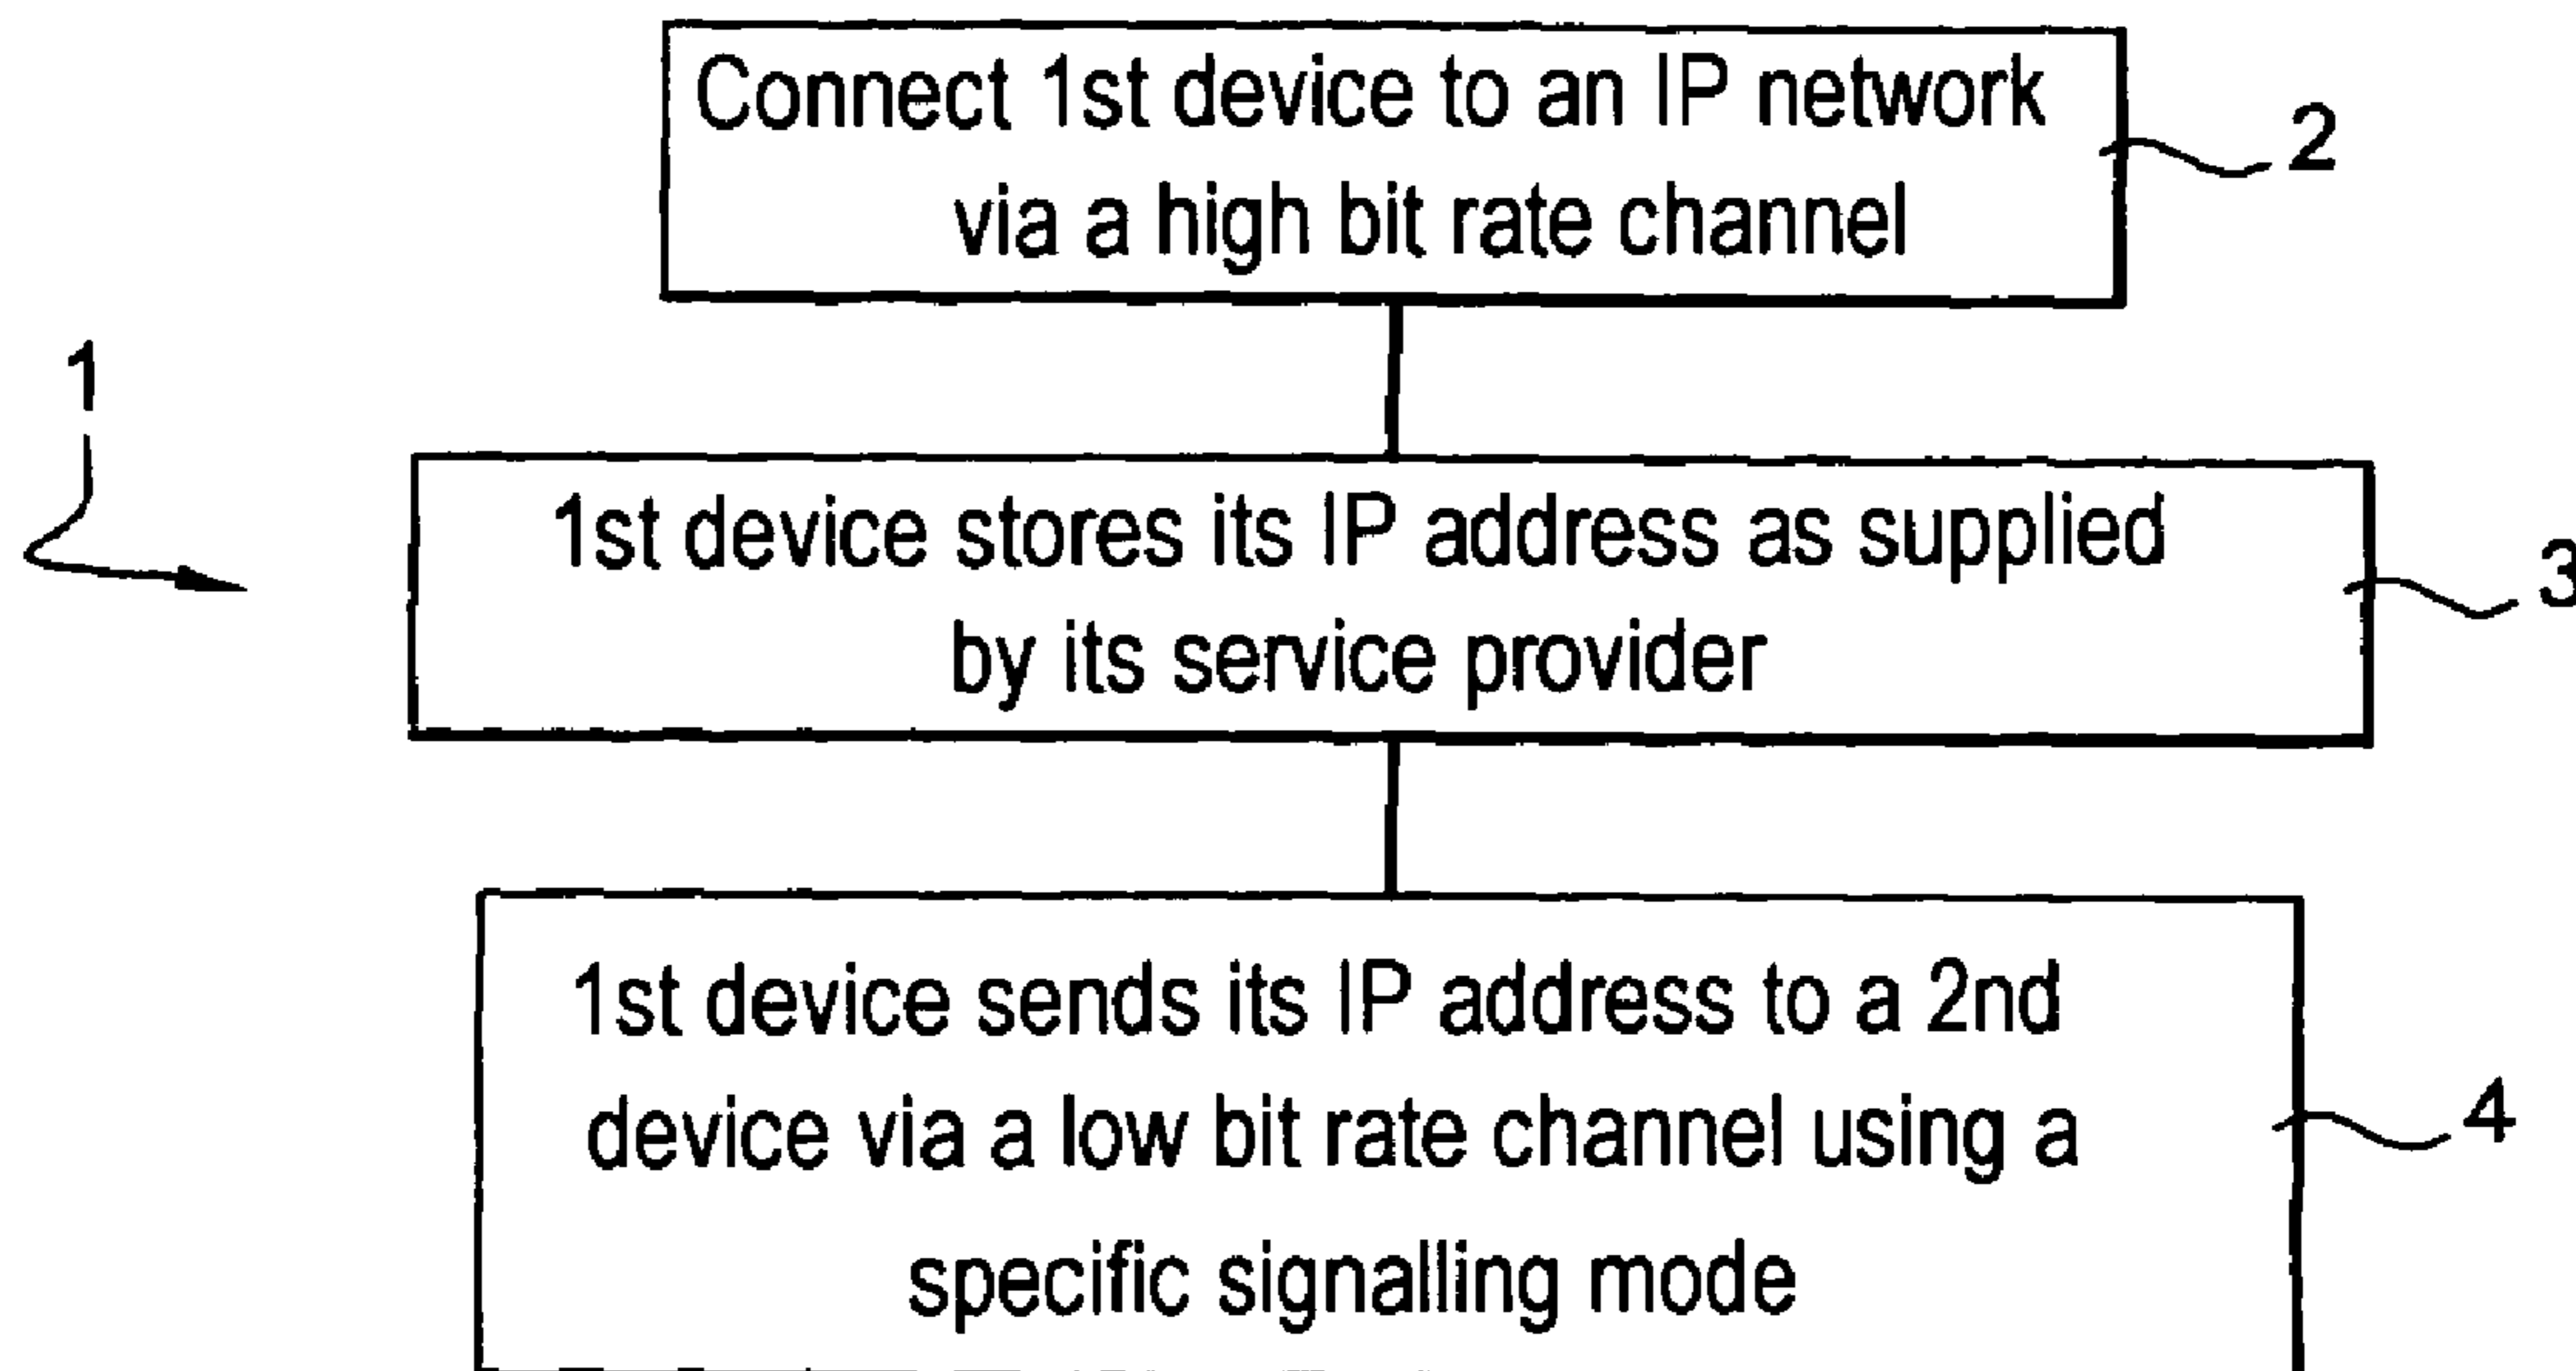 Connect 1st device to an IP network
via a high bit rate channel
2
1
1st device stores its IP address as supplied
by its service provider
3
1st device sends its IP address to a 2nd
device via a low bit rate channel using a
specific signalling mode
4